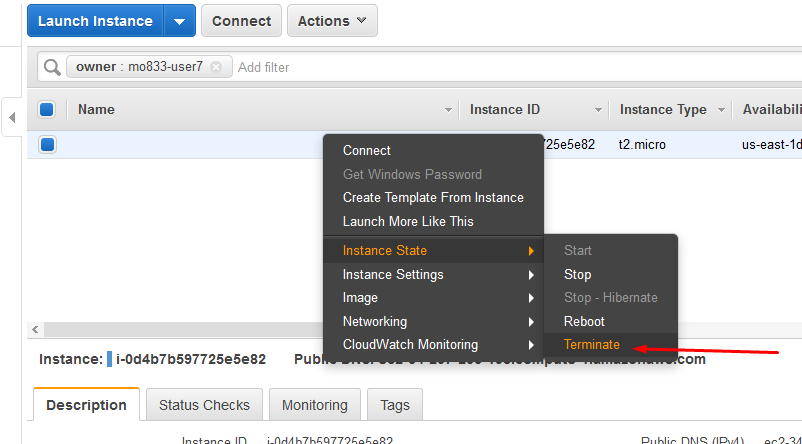 Launch Instance Connect Actions
owner : mo833-user7 Add filter
Name Instance ID Instance Type Availabili
725e5e82 t2.micro us-east-1d
Connect
Get Windows Password
Create Template From Instance
Launch More Like This
Instance State Start
Instance Settings Stop
Image Stop - Hibernate
Networking Reboot
CloudWatch Monitoring Terminate
Instance: i-0d4b7b597725e5e82 Public
Description Status Checks Monitoring Tags
Instance ID i-0d4b7b597725e5e82 Public DNS (IPv4) ec2-34